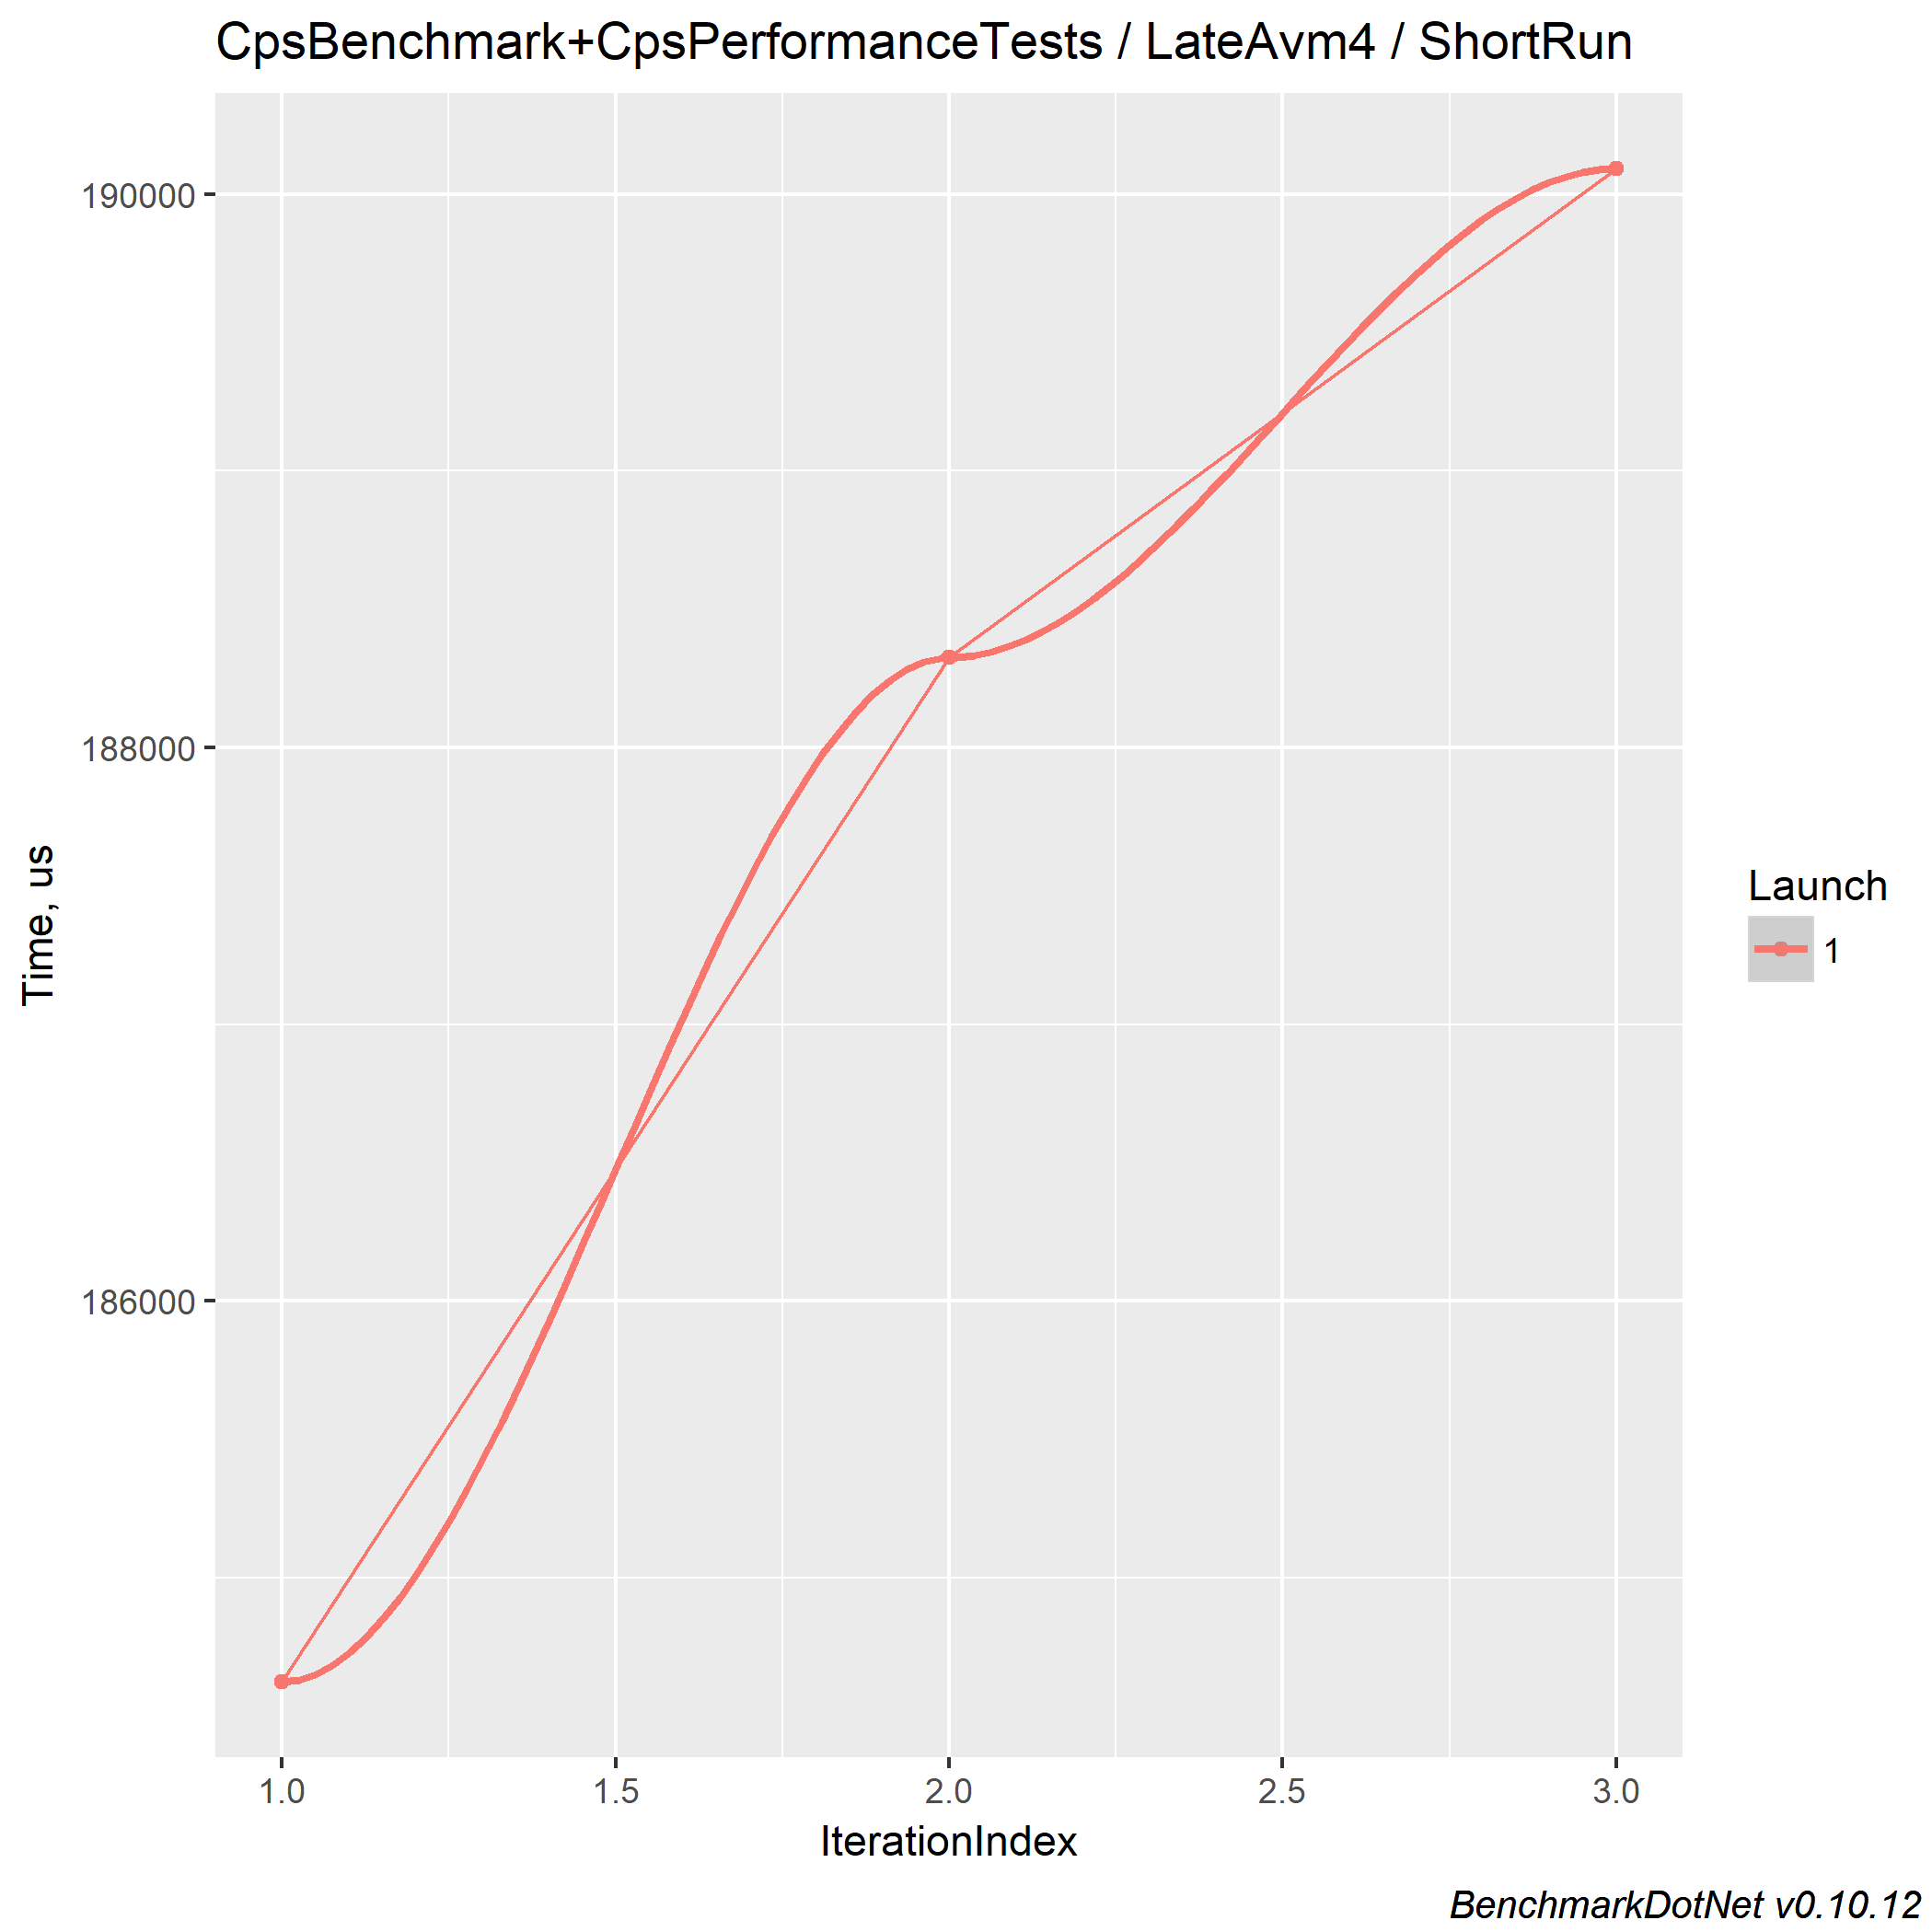 CpsBenchmark+CpsPerformanceTests / LateAvm4 / ShortRun
190000
188000
186000
Time, us
1.0 1.5 2.0 2.5 3.0
IterationIndex
Launch
1
BenchmarkDotNet v0.10.12